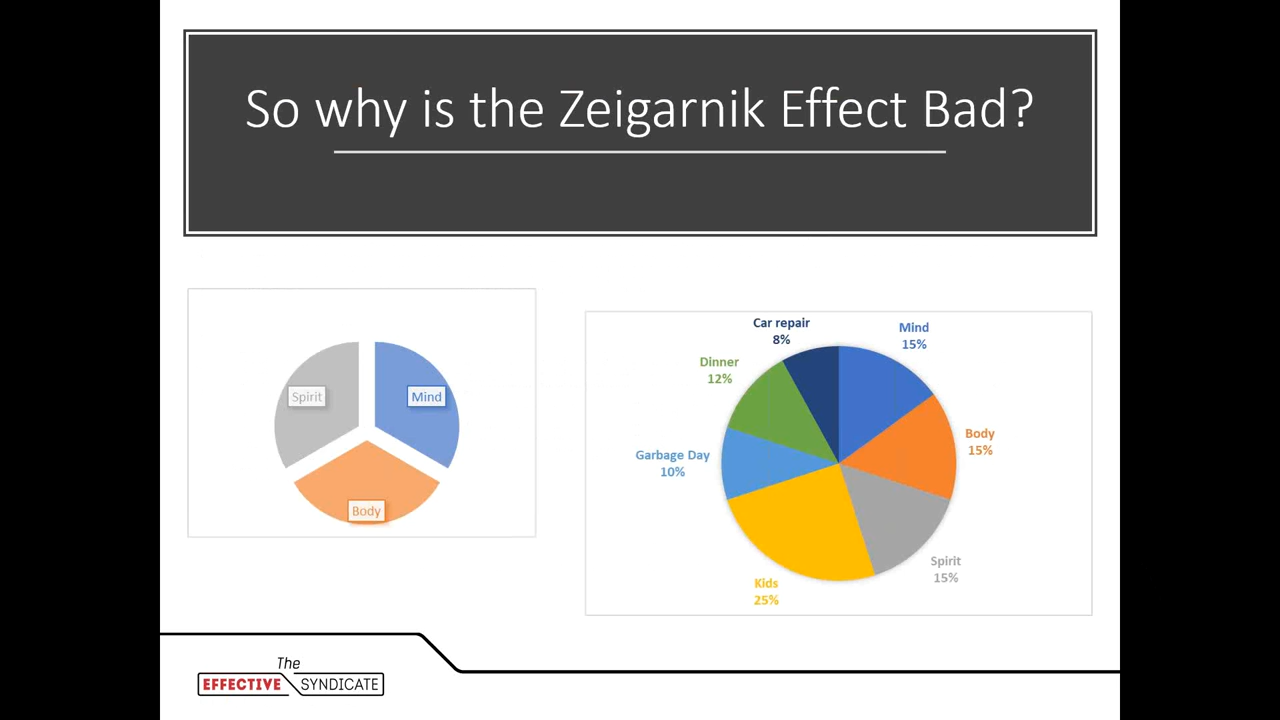 So why is the Zeigarnik Effect Bad?
Spirit
Mind
Body
Car repair
8%
Mind
15%
Dinner
12%
Body
15%
Garbage Day
10%
Spirit
15%
Kids
25%
The
EFFECTIVE SYNDICATE